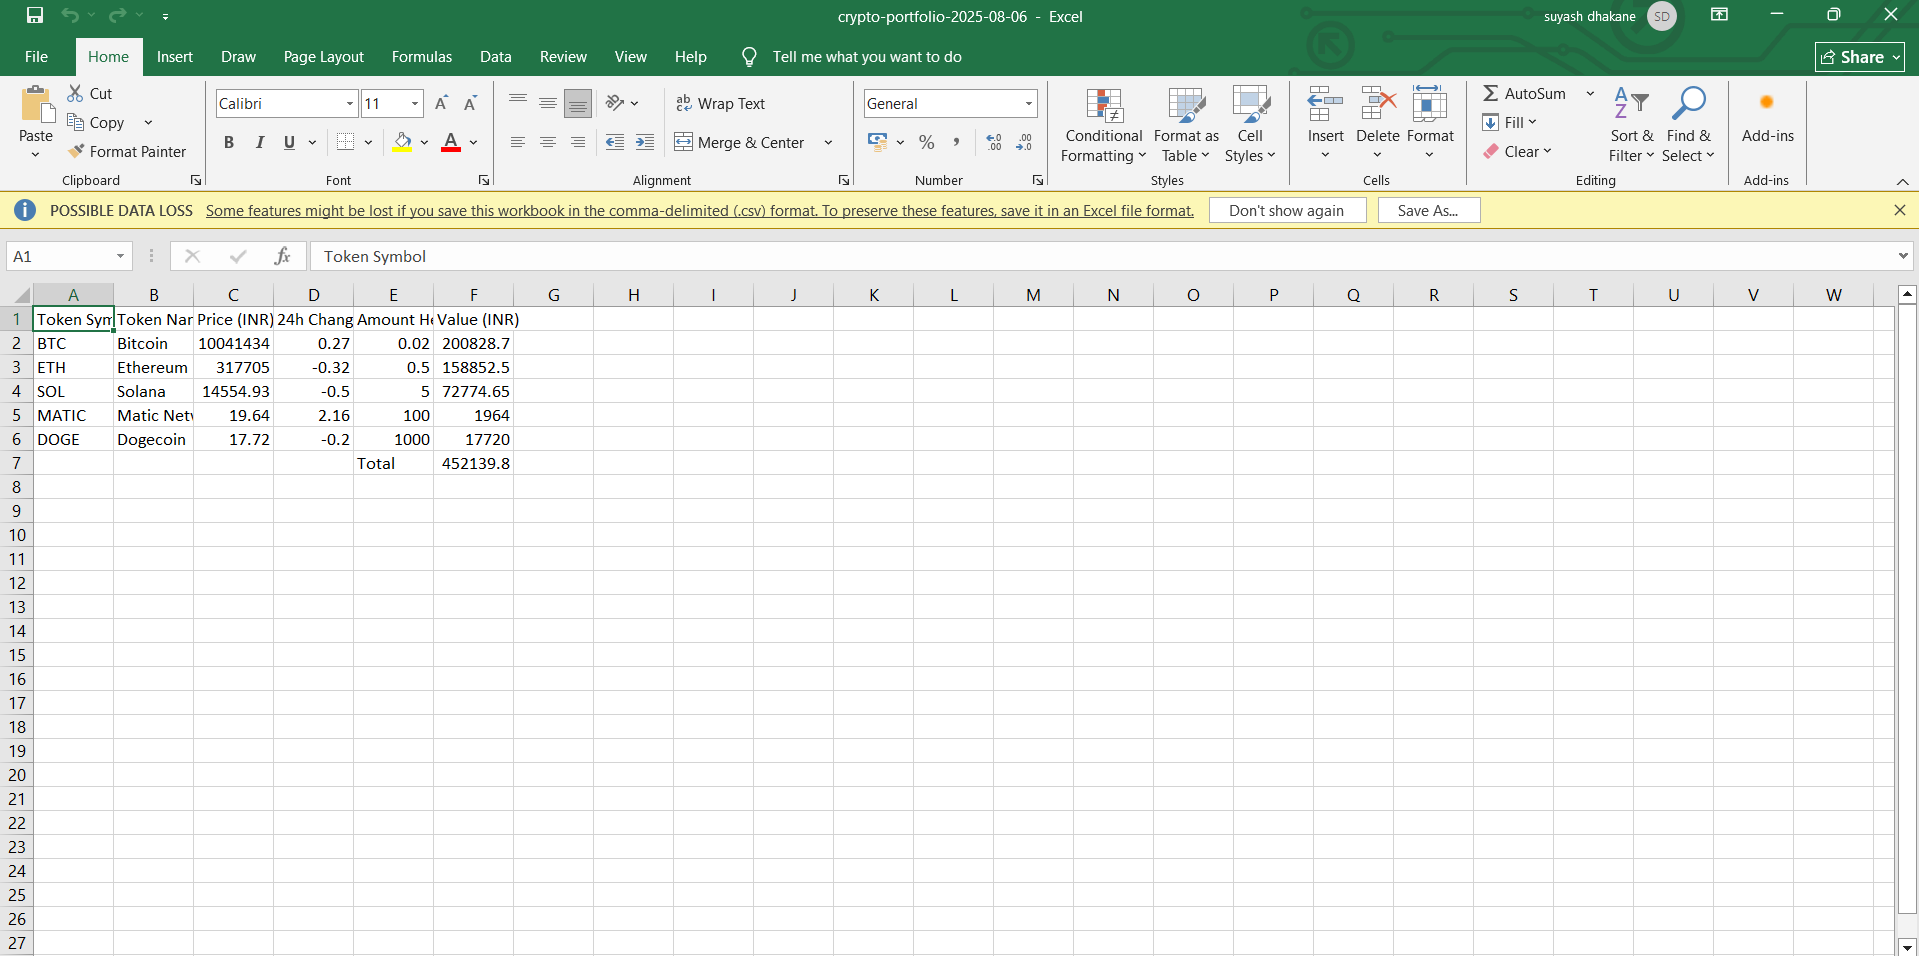 crypto-portfolio-2025-08-06 - Excel
suyash dhakane SD
File Home Insert Draw Page Layout Formulas Data Review View Help Tell me what you want to do Share
Paste Cut Copy Format Painter
Clipboard
Calibri 11
B I U A
Font
ab Wrap Text
Merge & Center
Alignment
General
% ,
Number
Conditional Formatting
Format as Table
Cell Styles
Styles
Insert Delete Format
Cells
AutoSum
Fill
Clear
Sort & Filter
Find & Select
Editing
Add-ins
Add-ins
POSSIBLE DATA LOSS Some features might be lost if you save this workbook in the comma-delimited (.csv) format. To preserve these features, save it in an Excel file format. Don't show again Save As...
A1 fx Token Symbol
A B C D E F G H I J K L M N O P Q R S T U V W
1 Token Sym Token Nar Price (INR) 24h Chang Amount He Value (INR)
2 BTC Bitcoin 10041434 0.27 0.02 200828.7
3 ETH Ethereum 317705 -0.32 0.5 158852.5
4 SOL Solana 14554.93 -0.5 5 72774.65
5 MATIC Matic Netv 19.64 2.16 100 1964
6 DOGE Dogecoin 17.72 -0.2 1000 17720
7 Total 452139.8
8
9
10
11
12
13
14
15
16
17
18
19
20
21
22
23
24
25
26
27